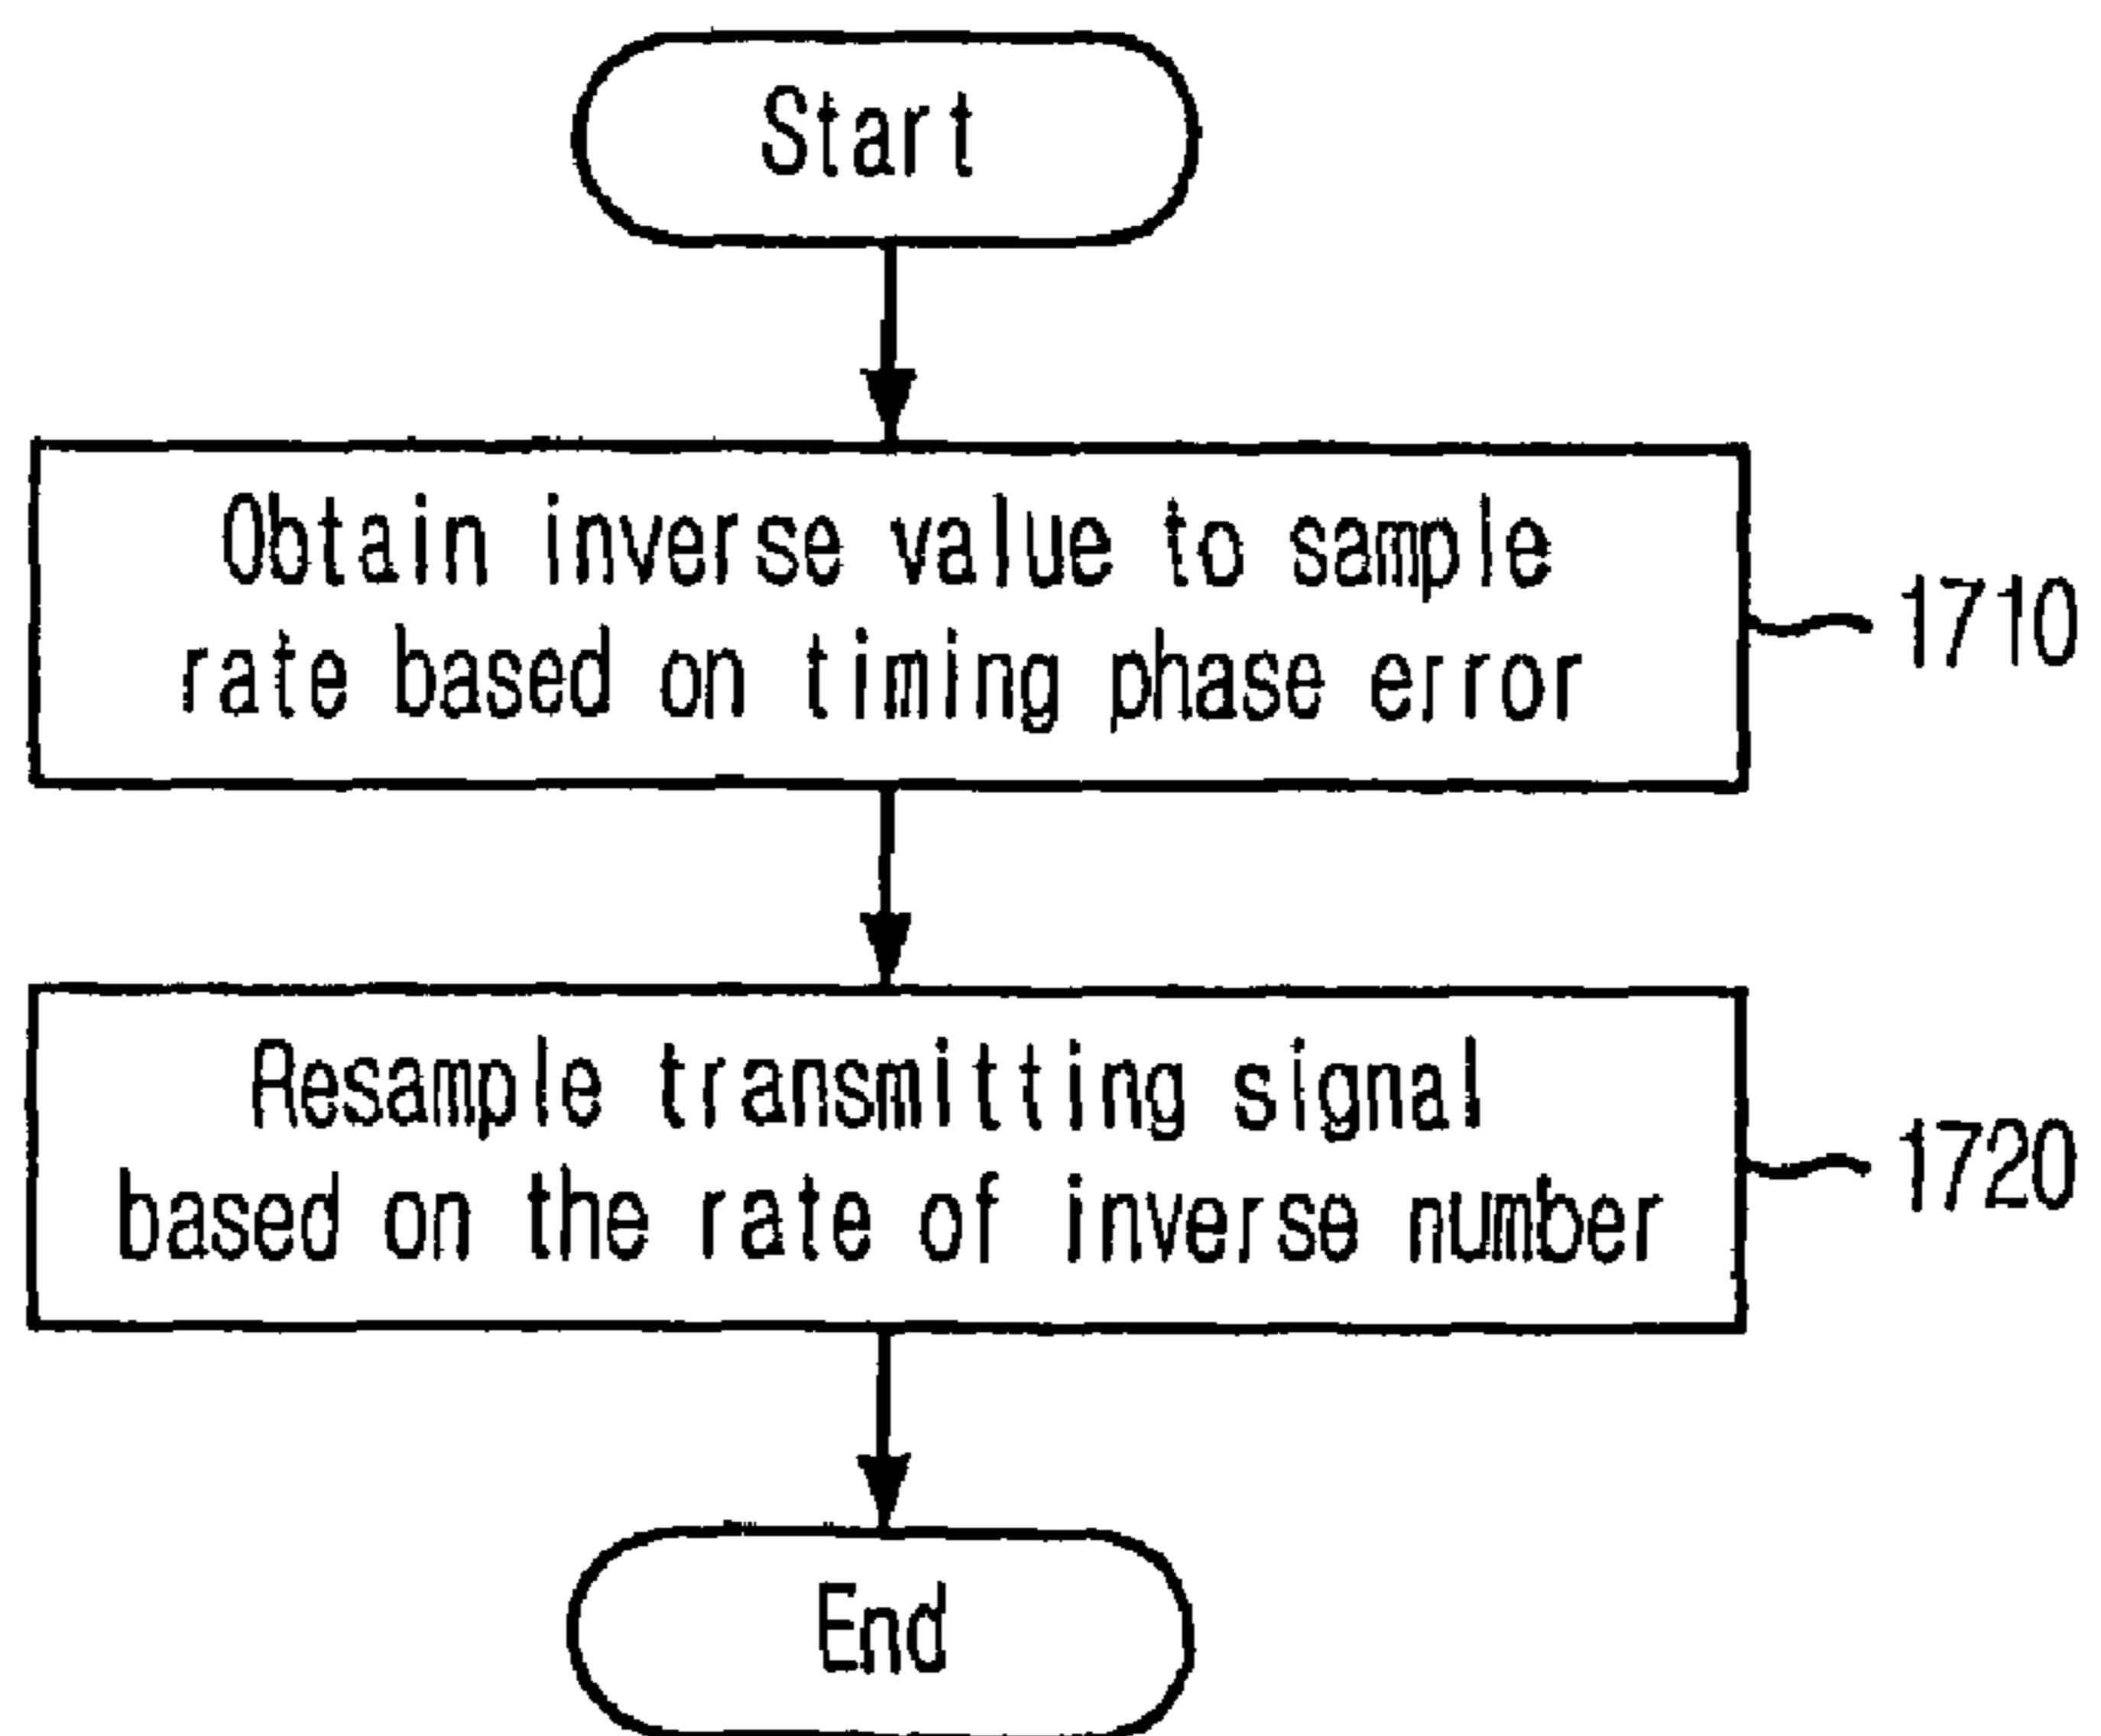 Start
Obtain inverse value to sample
rate based on timing phase error
1710
Resample transmitting signal
based on the rate of inverse number
1720
End